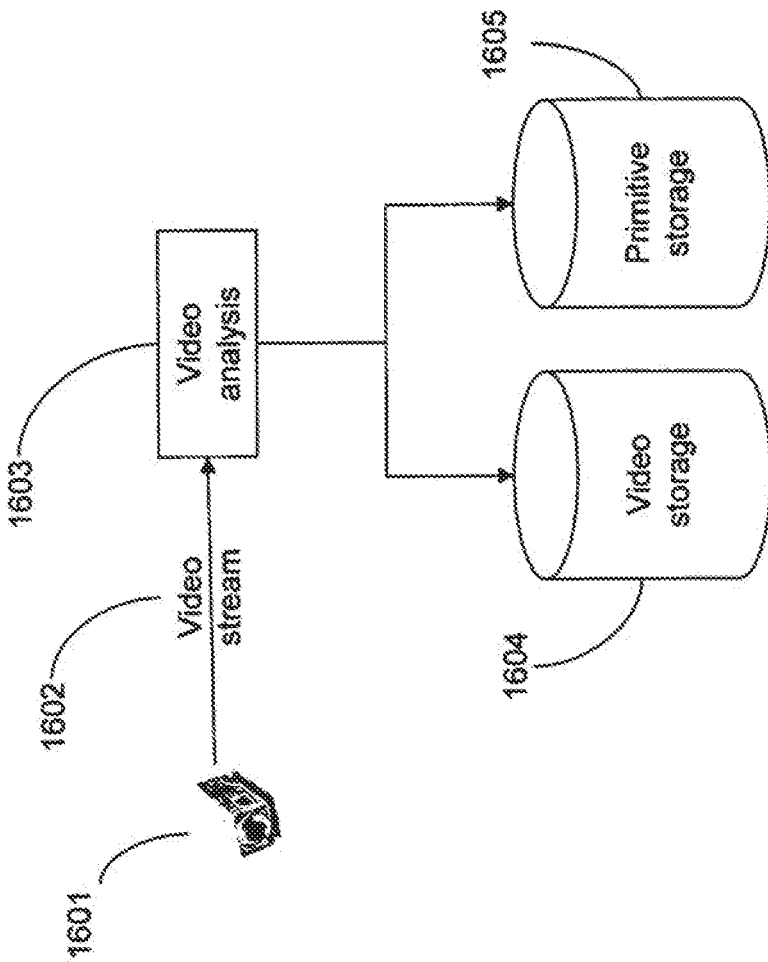 1601
1602
Video
stream
1603
Video
analysis
1604
Video
storage
1605
Primitive
storage